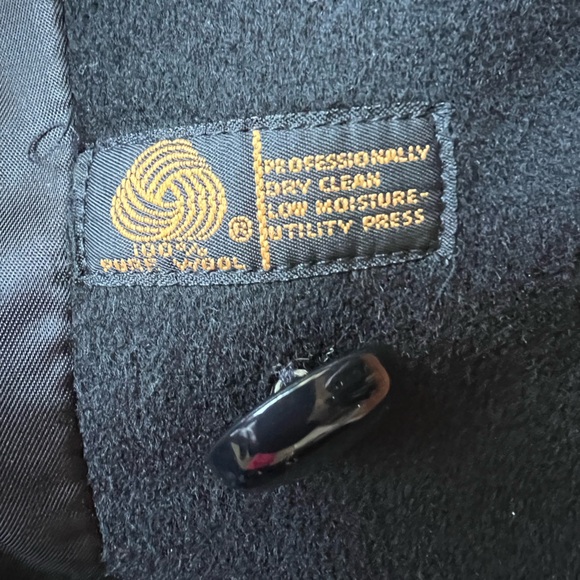 100%
PURE WOOL
®
PROFESSIONALLY
DRY CLEAN
LOW MOISTURE-
UTILITY PRESS